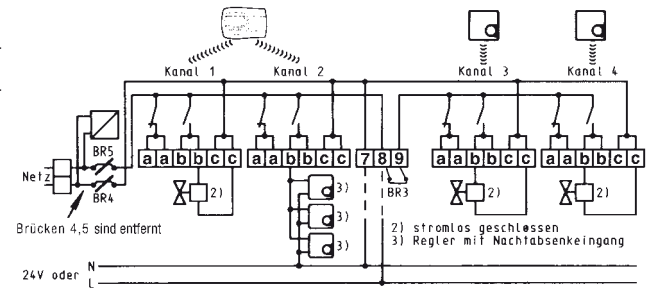 Kanal 1 Kanal 2 Kanal 3 Kanal 4
BR5
a a b b c c a a b b c c 7 8 9 a a b b c c a a b b c c
Netz
BR4
BR3
2) 3) 2) 2)
3)
3)
Brücken 4,5 sind entfernt
2) stromlos geschlossen
3) Regler mit Nachtabsenkeingang
24V oder N
L